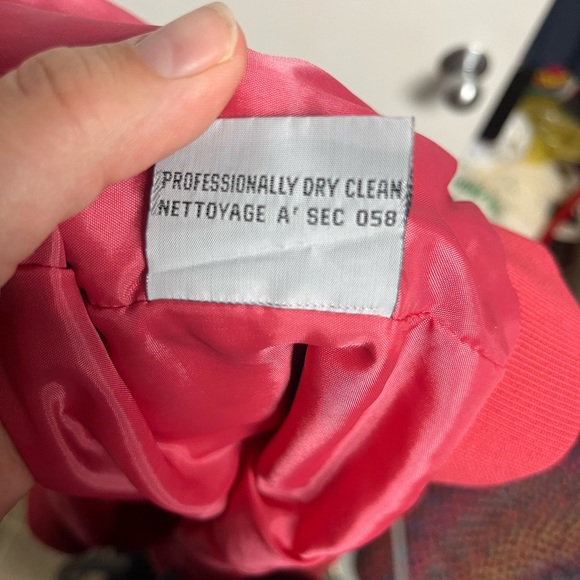 PROFESSIONALLY DRY CLEAN
NETTOYAGE A' SEC 058